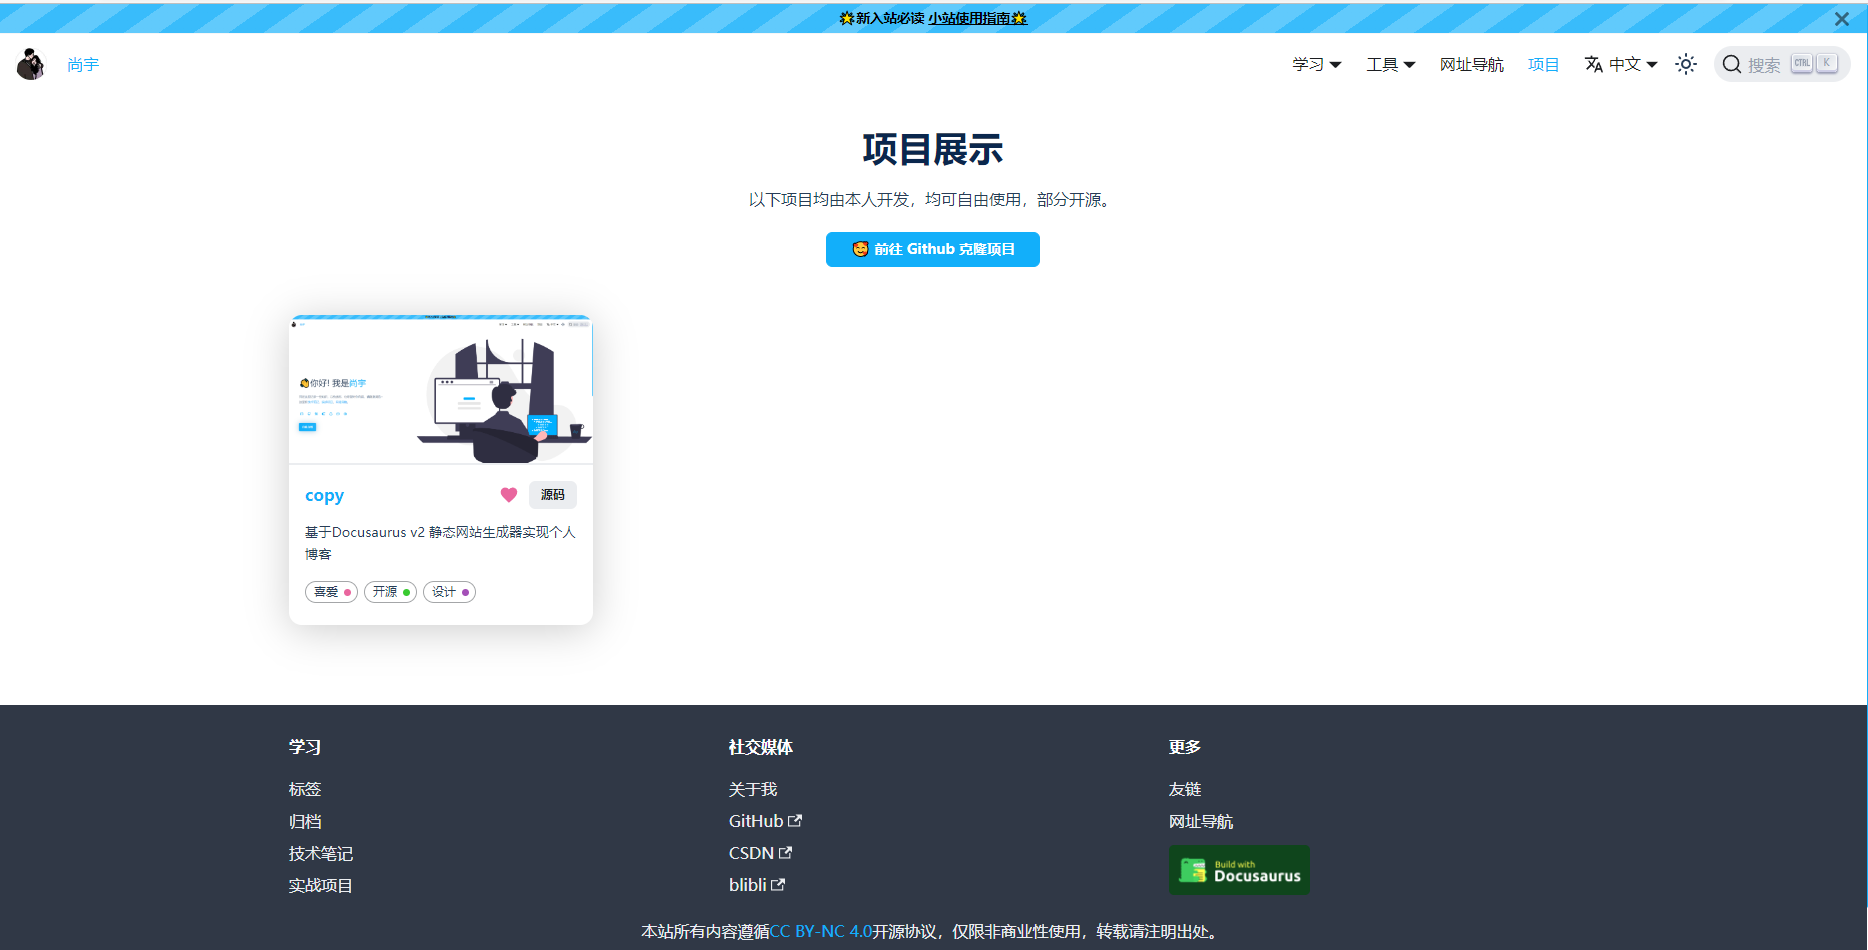 🌟新入站必读 小站使用指南🌟
尚宇
学习 工具 网址导航 项目 中文 搜索 CTRL K
项目展示
以下项目均由本人开发，均可自由使用，部分开源。
🥰 前往 Github 克隆项目
你好! 我是尚宇
copy
源码
基于Docusaurus v2 静态网站生成器实现个人
博客
喜爱 开源 设计
学习
标签
归档
技术笔记
实战项目
社交媒体
关于我
GitHub
CSDN
blibli
更多
友链
网址导航
Build with
Docusaurus
本站所有内容遵循CC BY-NC 4.0开源协议，仅限非商业性使用，转载请注明出处。